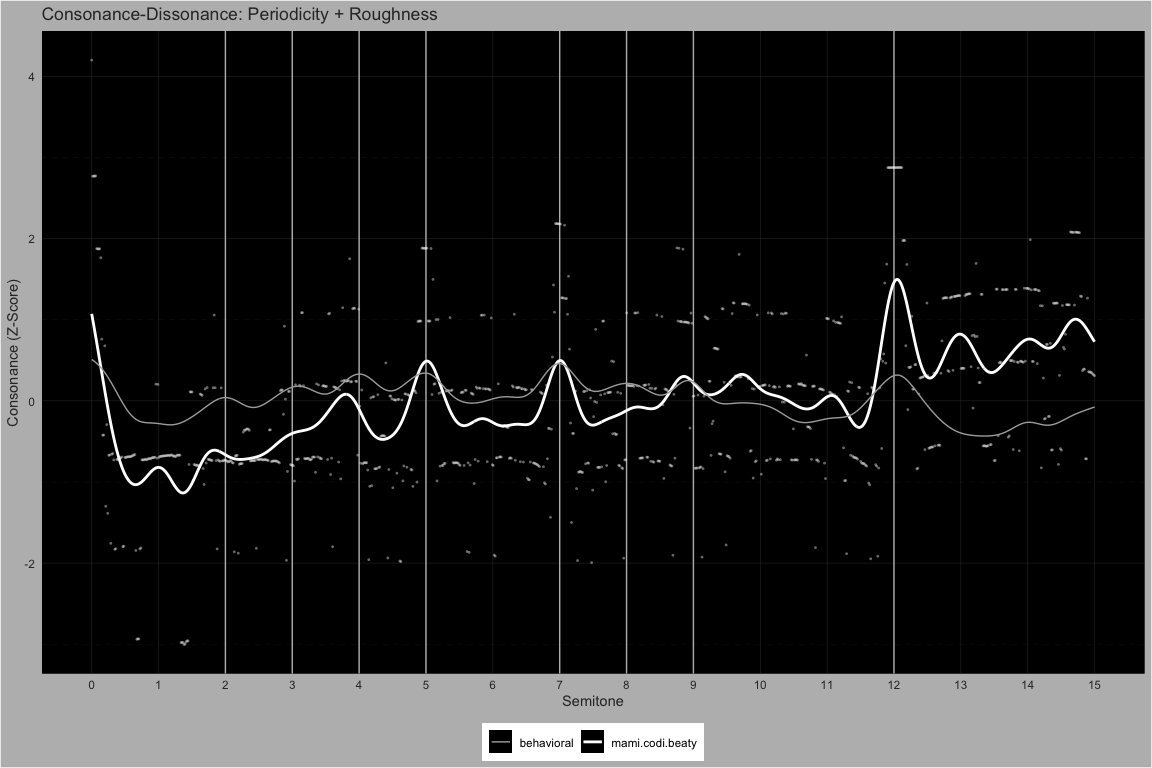 Consonance-Dissonance: Periodicity + Roughness
Consonance (Z-Score)
4
2
0
-2
0 1 2 3 4 5 6 7 8 9 10 11 12 13 14 15
Semitone
behavioral mami.codi.beaty